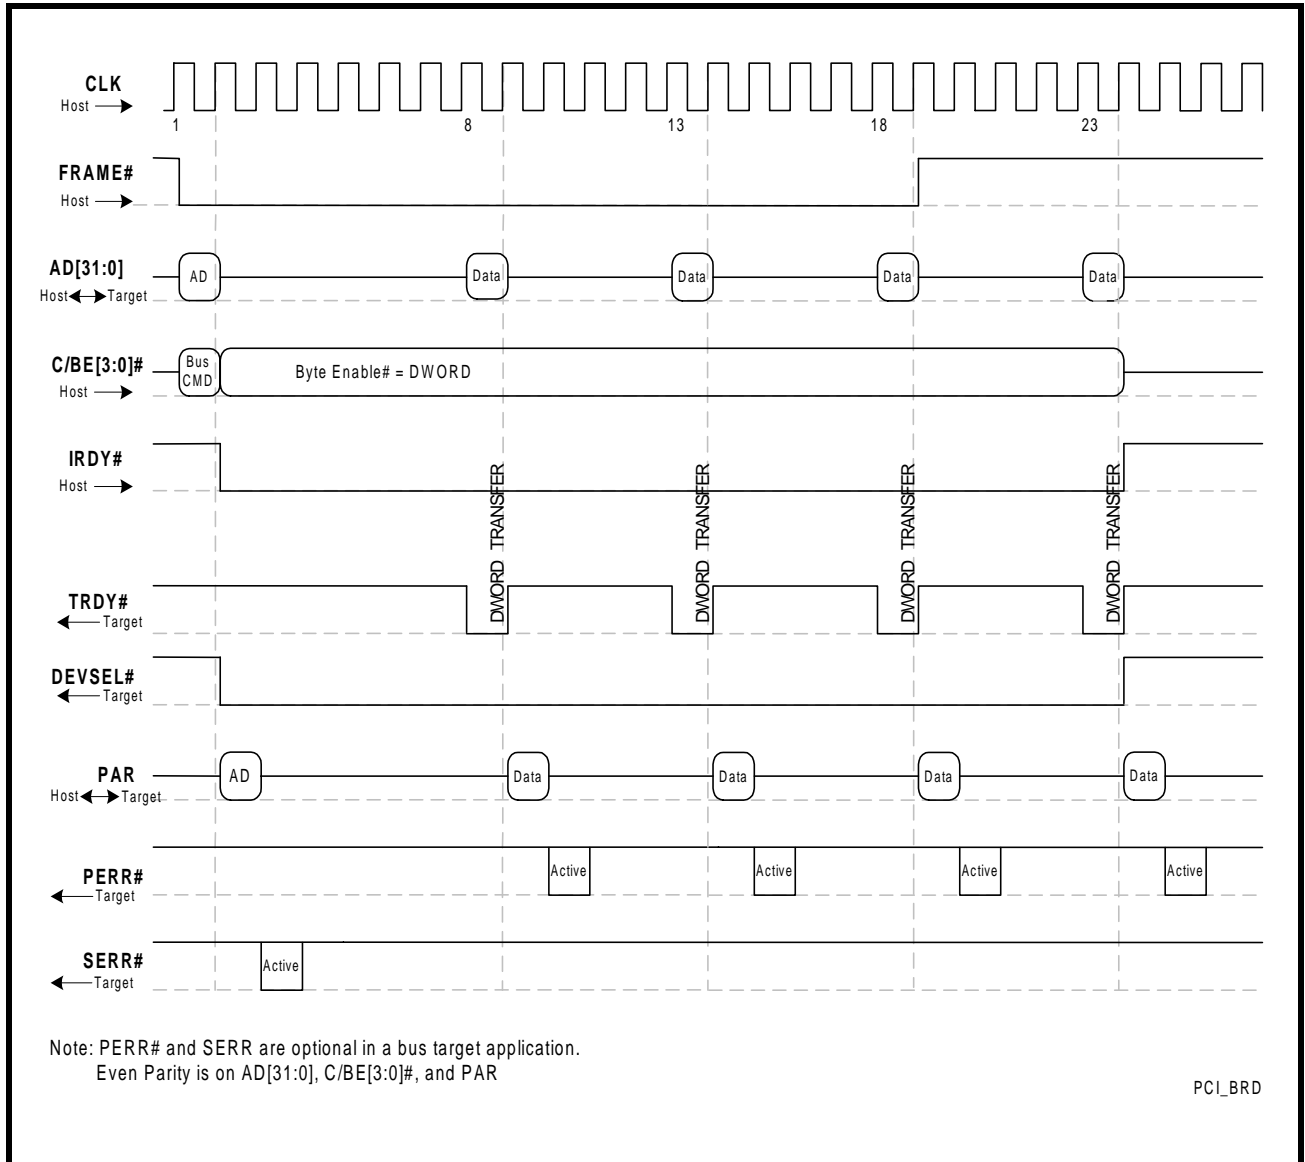 CLK
Host
1 8 13 18 23
FRAME#
Host
AD[31:0]
Host Target
AD Data Data Data Data
C/BE[3:0]#
Host
Bus
CMD
Byte Enable# = DWORD
IRDY#
Host
DWORD TRANSFER
DWORD TRANSFER
DWORD TRANSFER
DWORD TRANSFER
TRDY#
Target
DEVSEL#
Target
PAR
Host Target
AD Data Data Data Data
PERR#
Target
Active Active Active Active
SERR#
Target
Active
Note: PERR# and SERR are optional in a bus target application.
Even Parity is on AD[31:0], C/BE[3:0]#, and PAR
PCI_BRD